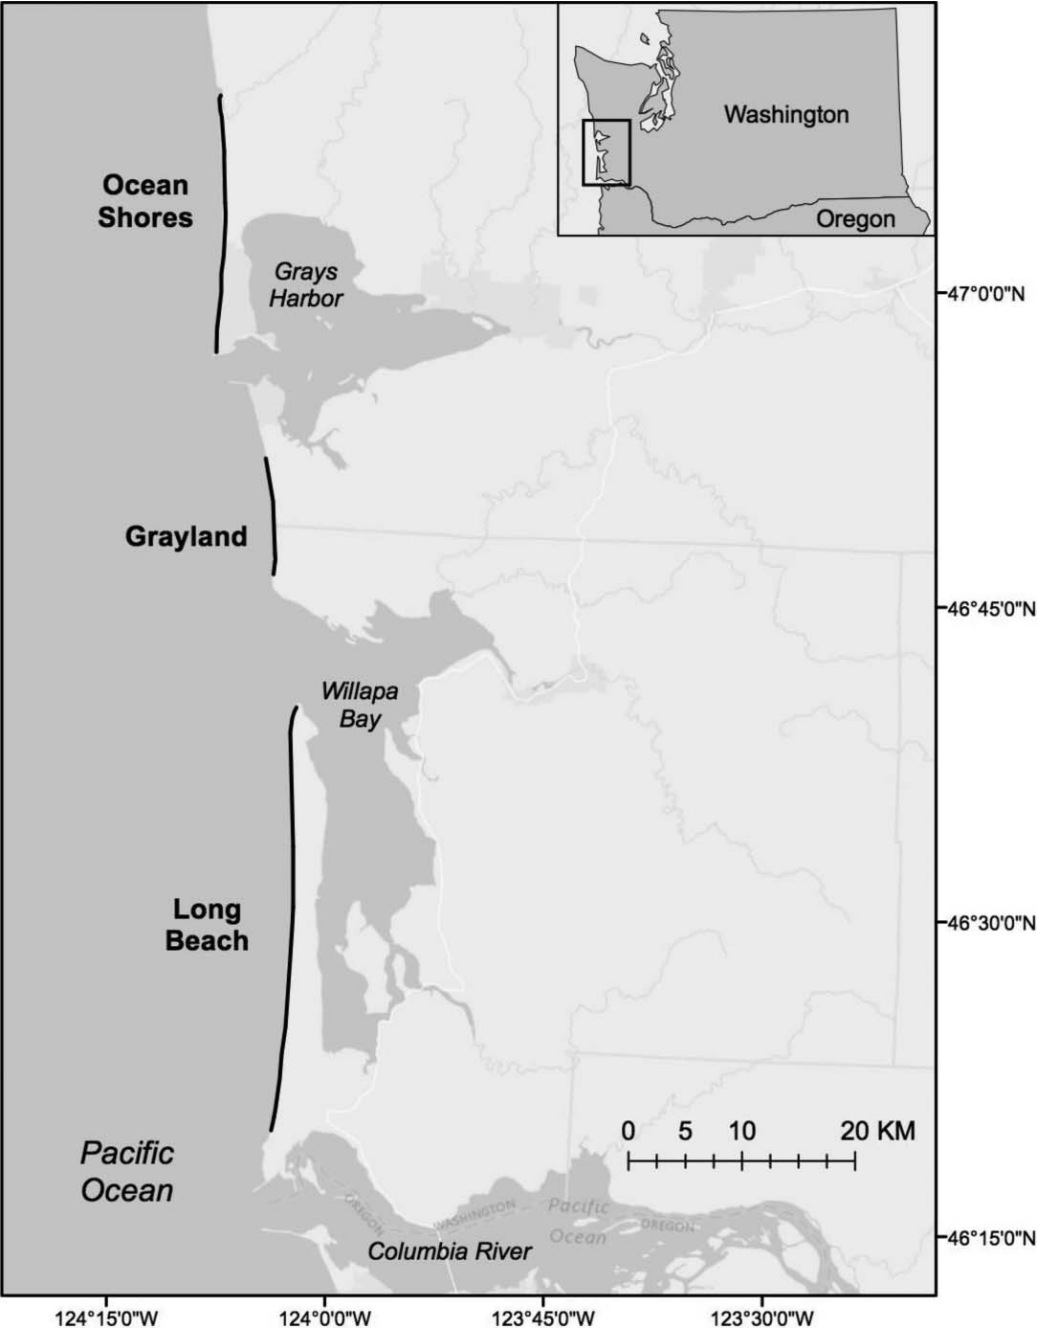 Washington
Oregon
Ocean
Shores
Grays
Harbor
47°0'0"N
Grayland
46°45'0"N
Willapa
Bay
Long
Beach
46°30'0"N
0 5 10 20 KM
Pacific
Ocean
OREGON
WASHINGTON
Pacific
Ocean
OREGON
Columbia River
46°15'0"N
124°15'0"W 124°0'0"W 123°45'0"W 123°30'0"W